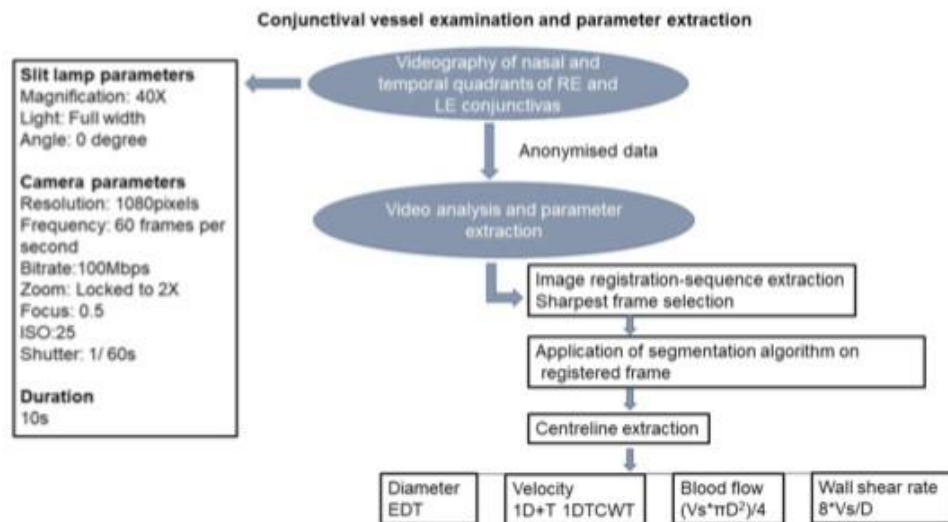 Conjunctival vessel examination and parameter extraction
Slit lamp parameters
Magnification: 40X
Light: Full width
Angle: 0 degree
Camera parameters
Resolution: 1080pixels
Frequency: 60 frames per
second
Bitrate:100Mbps
Zoom: Locked to 2X
Focus: 0.5
ISO:25
Shutter: 1/ 60s
Duration
10s
Videography of nasal and
temporal quadrants of RE and
LE conjunctivas
Anonymised data
Video analysis and parameter
extraction
Image registration-sequence extraction
Sharpest frame selection
Application of segmentation algorithm on
registered frame
Centreline extraction
Diameter
EDT
Velocity
1D+T 1DTCWT
Blood flow
(Vs*πD²)/4
Wall shear rate
8*Vs/D